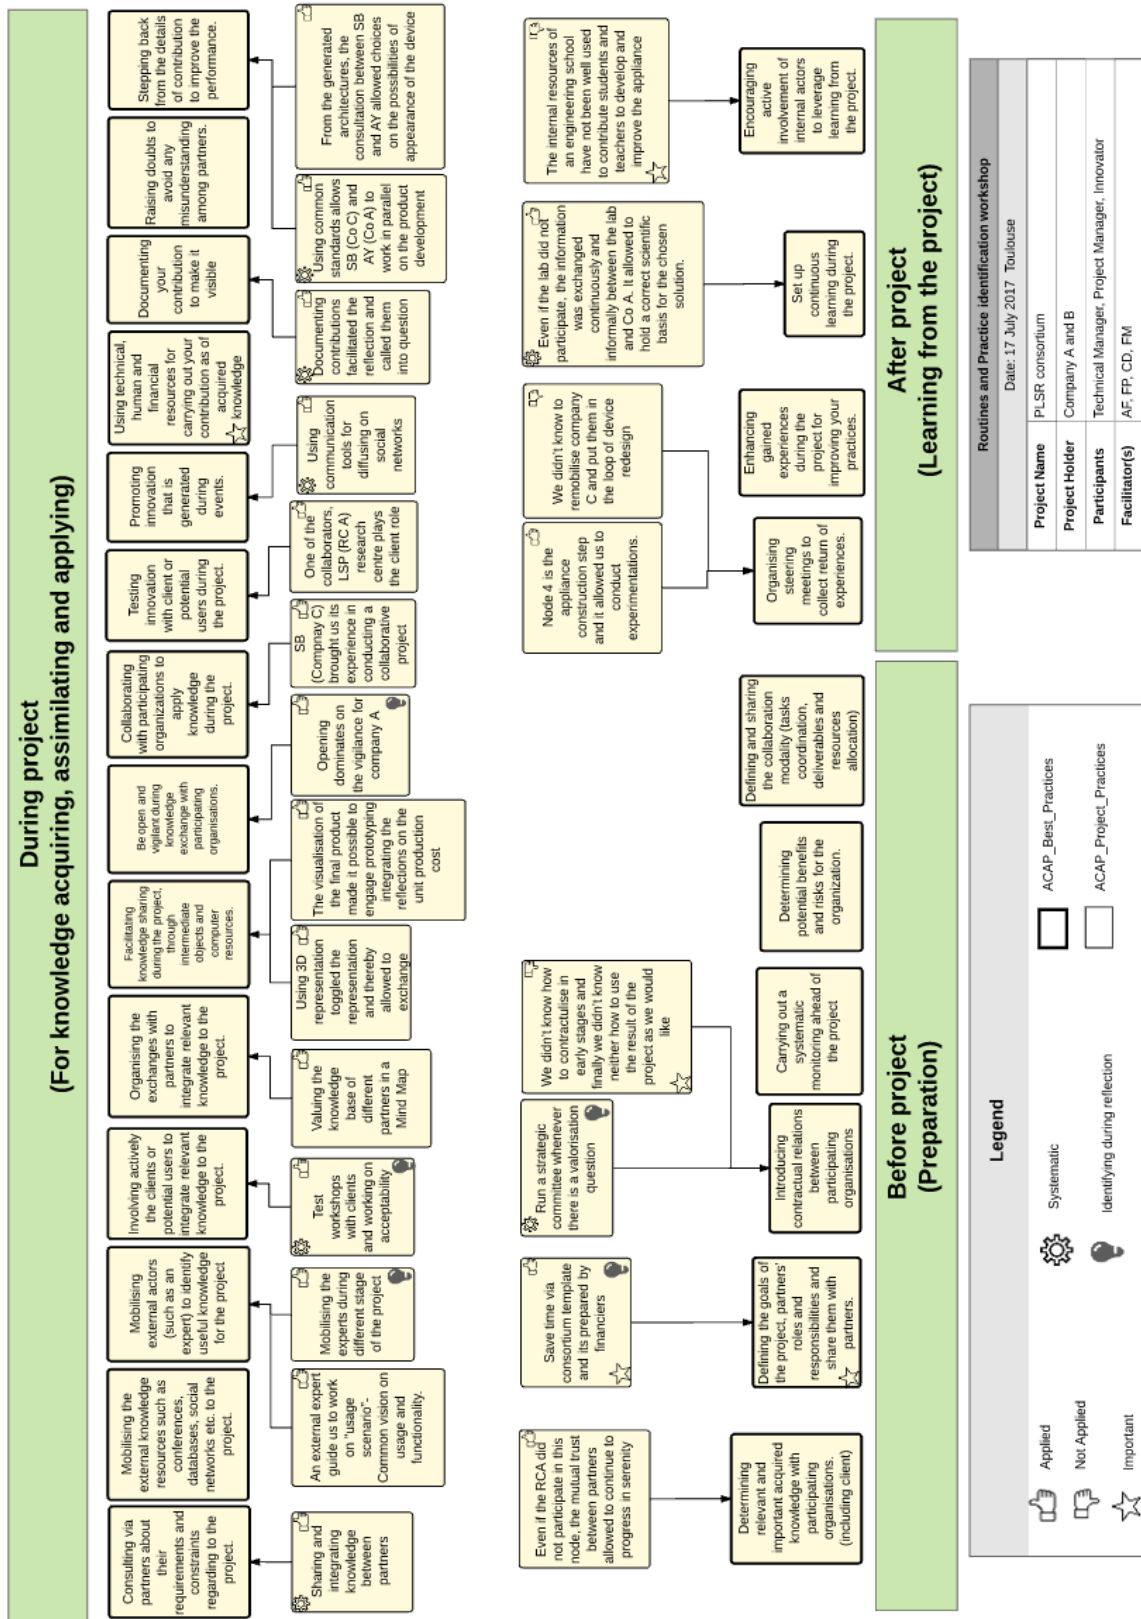 During project
(For knowledge acquiring, assimilating and applying)
Consulting via
partners about
their
requirements and
constraints
regarding to the
project.
Mobilising the
external knowledge
resources such as
conferences,
databases, social
networks etc. to the
project.
Mobilising
external actors
(such as an
expert) to identify
useful knowledge
for the project
Involving actively
the clients or
potential users to
integrate relevant
knowledge to the
project.
Organising the
exchanges with
partners to
integrate relevant
knowledge to the
project.
Facilitating
knowledge sharing
during the project,
through
intermediate
objects and
computer
resources.
Be open and
vigilant during
knowledge
exchange with
participating
organisations.
Collaborating
with participating
organizations to
apply
knowledge
during the
project.
Testing
innovation
with client or
potential
users during
the project.
Promoting
innovation
that is
generated
during
events.
Using technical,
human and
financial
resources for
carrying out your
contribution as of
acquired
knowledge
Documenting
your
contribution
to make it
visible
Raising doubts to
avoid any
misunderstanding
among partners.
Stepping back
from the details
of contribution
to improve the
performance.
Sharing and
integrating
knowledge
between
partners
An external expert
guide us to work
on "usage
scenario"-
Common vision on
usage and
functionality.
Mobilising the
experts during
different stage
of the project
Test
workshops
with clients
and working on
acceptability
Valuing the
knowledge
base of
different
partners in a
Mind Map
Using 3D
representation
toggled the
representation
and thereby
allowed to
exchange
The visualisation of
the final product
made it possible to
engage prototyping
integrating the
reflections on the
unit production
cost
Opening
dominates on
the vigilance for
company A
SB
(Compnay C)
brought us its
experience in
conducting a
collaborative
project
One of the
collaborators,
LSP (RC A)
research
centre plays
the client role
Using
communication
tools for
diffusing on
social
networks
Documenting
contributions
facilitated the
reflection and
called them
into question
Using common
standards allows
SB (Co C) and
AY (Co A) to
work in parallel
on the product
development
From the generated
architectures, the
consultation between SB
and AY allowed choices
on the possibilities of
appearance of the device
Even if the RCA did
not participate in this
node, the mutual trust
between partners
allowed to continue to
progress in serenity
Save time via
consortium template
and its prepared by
financiers
Run a strategic
committee whenever
there is a valorisation
question
We didn't know how
to contractulise in
early stages and
finally we didn't know
neither how to use
the result of the
project as we would
like
Node 4 is the
appliance
construction step
and it allowed us to
conduct
experimentations.
We didn't know to
remobilise company
C and put them in
the loop of device
redesign
Even if the lab did not
participate, the information
was exchanged
continuously and
informally between the lab
and Co A. It allowed to
hold a correct scientific
basis for the chosen
solution.
The internal resources of
an engineering school
have not been well used
to contribute students and
teachers to develop and
improve the appliance
Determining
relevant and
important acquired
knowledge with
participating
organisations.
(including client)
Defining the goals of
the project, partners'
roles and
responsibilities and
share them with
partners.
Introducing
contractual relations
between
participating
organisations
Carrying out a
systematic
monitoring ahead of
the project
Determining
potential benefits
and risks for the
organization.
Defining and sharing
the collaboration
modality (tasks
coordination,
deliverables and
resources
allocation)
Organising
steering
meetings to
collect return of
experiences.
Enhancing
gained
experiences
during the
project for
improving your
practices.
Set up
continuous
learning during
the project.
Encouraging
active
involvement of
internal actors
to leverage
learning from
the project.
Before project
(Preparation)
After project
(Learning from the project)
Legend
Applied
Not Applied
Important
Systematic
Identifying during reflection
ACAP_Best_Practices
ACAP_Project_Practices
Routines and Practice identification workshop
Date: 17 July 2017 Toulouse
Project Name PLSR consortium
Project Holder Company A and B
Participants Technical Manager, Project Manager, Innovator
Facilitator(s) AF, FP, CD, FM